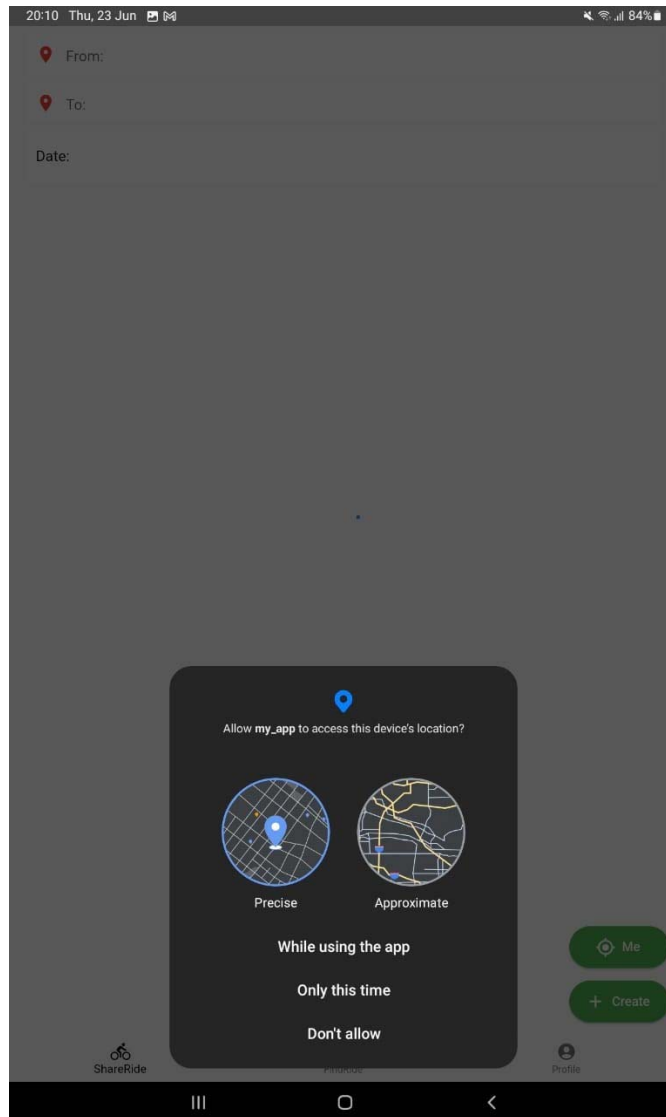 20:10 Thu, 23 Jun 84%
From:
To:
Date:
Allow my_app to access this device's location?
Precise Approximate
While using the app
Me
Only this time
Create
Don't allow
ShareRide FindRide Profile